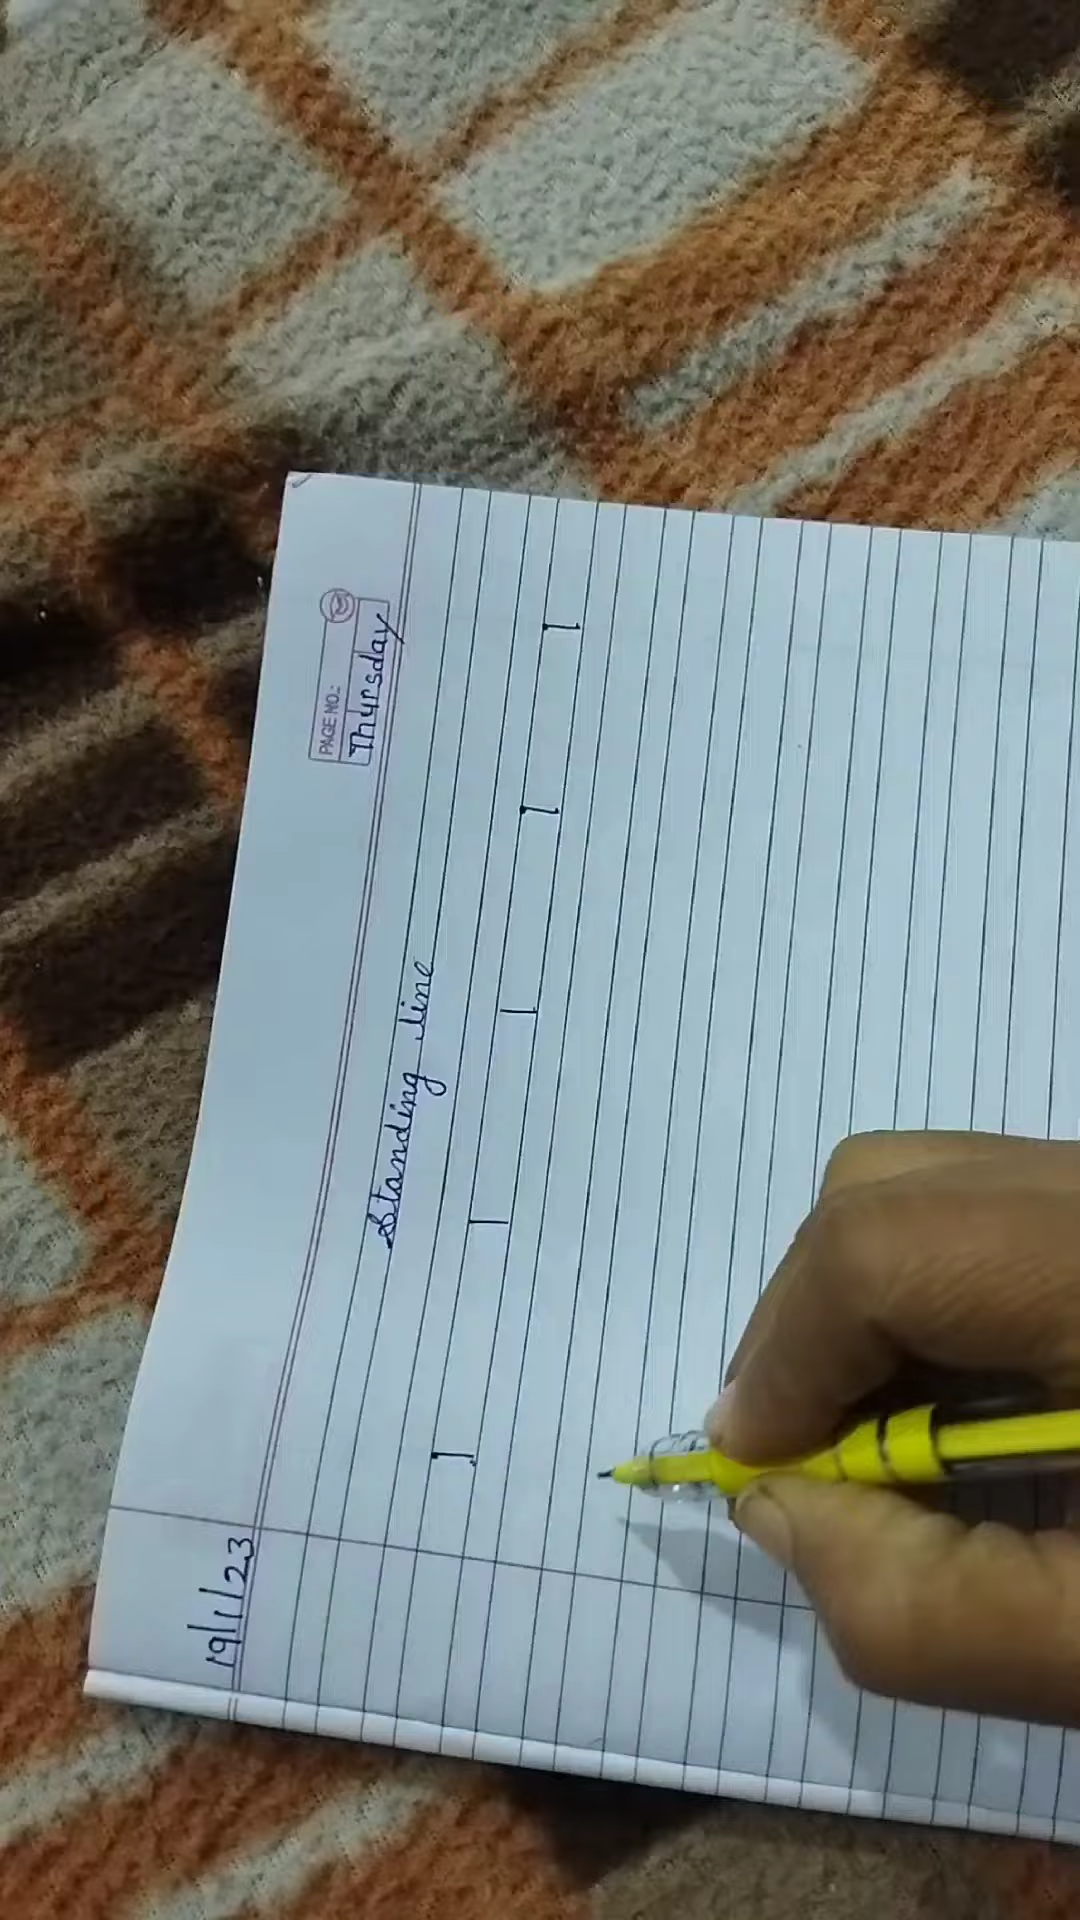 19/1/23
PAGE NO.:
Thursday
Standing line
| | | | |